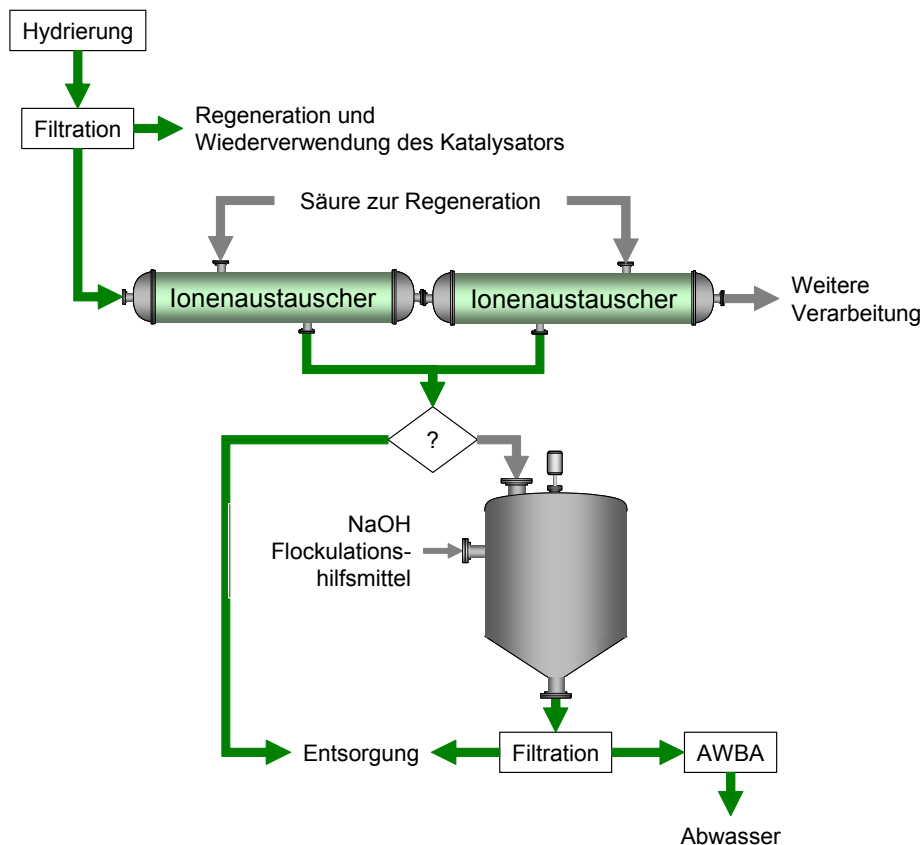 Hydrierung
Filtration
Regeneration und
Wiederverwendung des Katalysators
Säure zur Regeneration
Ionenaustauscher
Ionenaustauscher
Weitere
Verarbeitung
?
NaOH
Flockulations-
hilfsmittel
Entsorgung
Filtration
AWBA
Abwasser